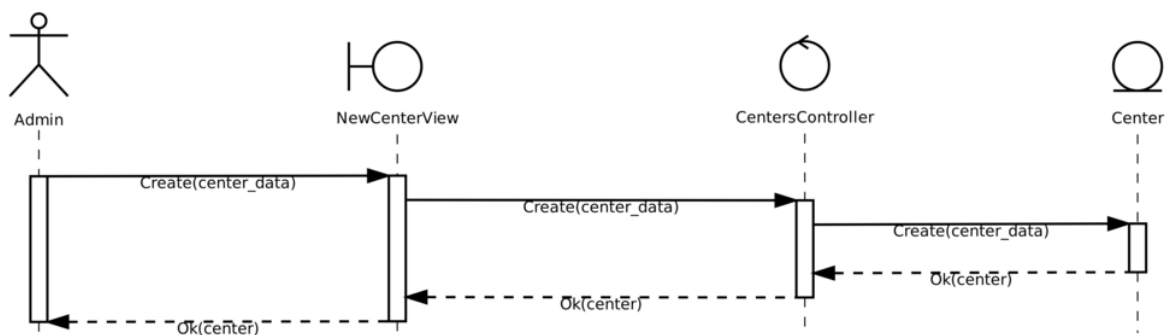 Admin
NewCenterView
CentersController
Center
Create(center_data)
Create(center_data)
Create(center_data)
Ok(center)
Ok(center)
Ok(center)